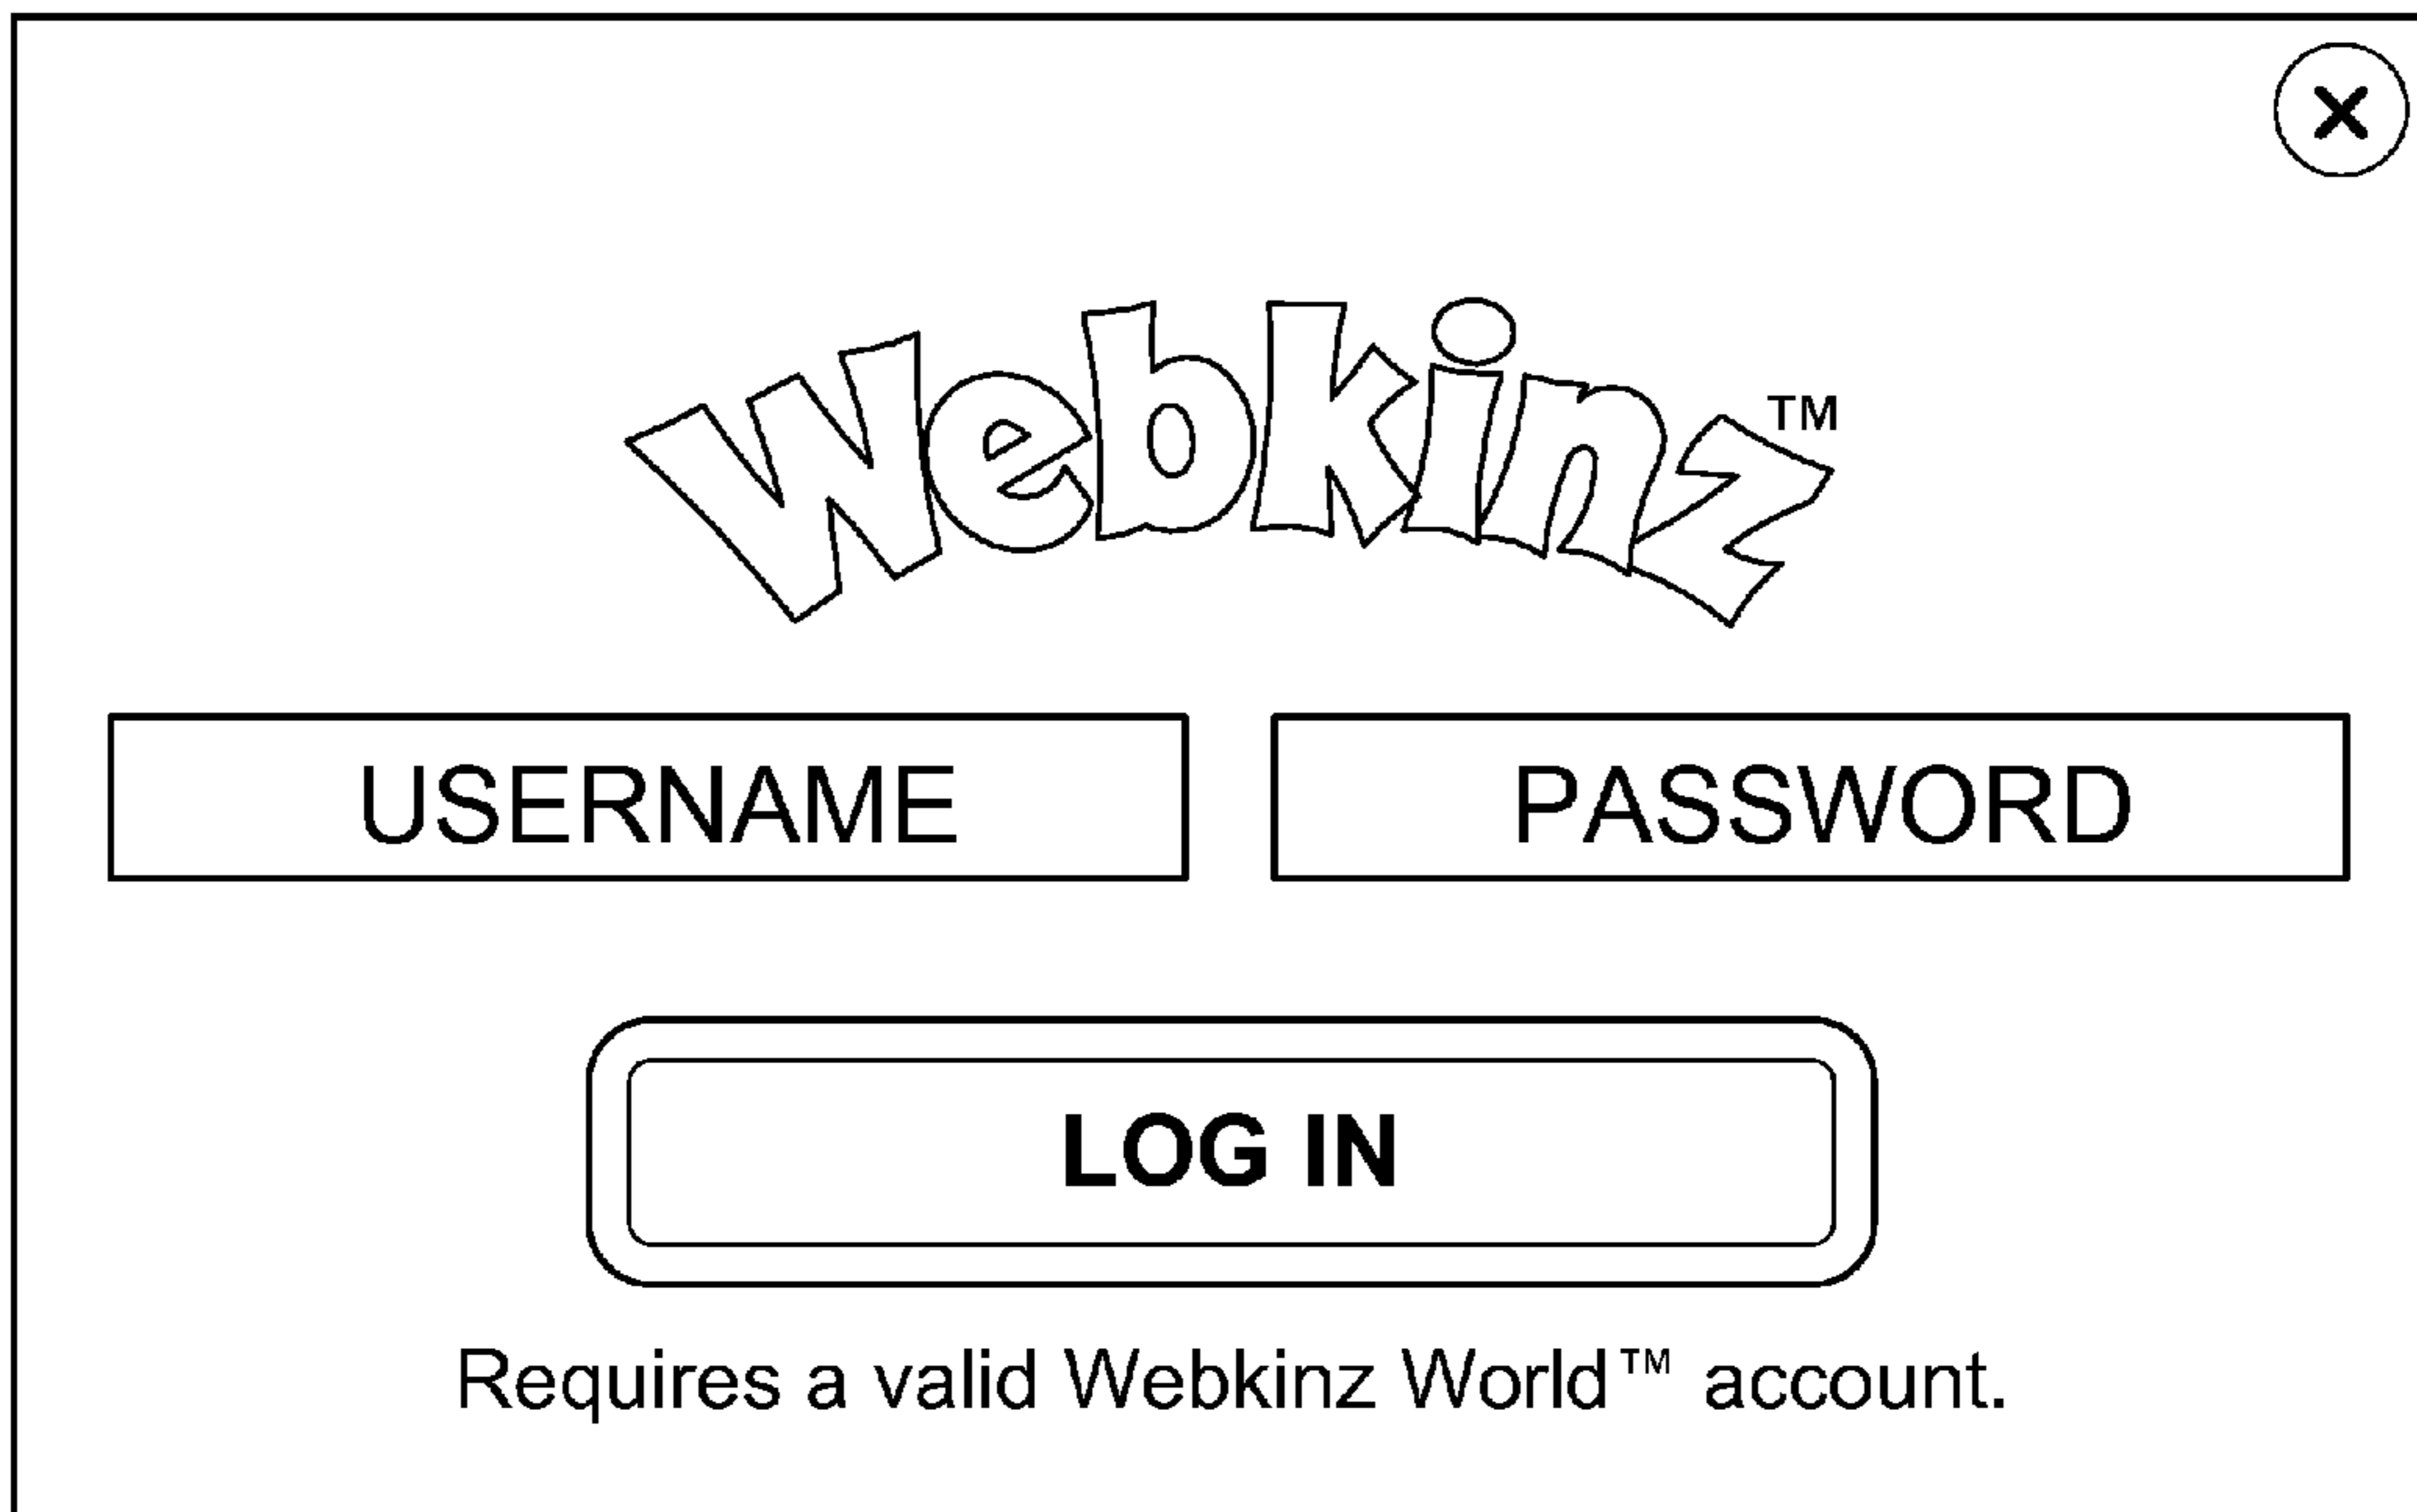 Webkinz™
USERNAME PASSWORD
LOG IN
Requires a valid Webkinz World™ account.